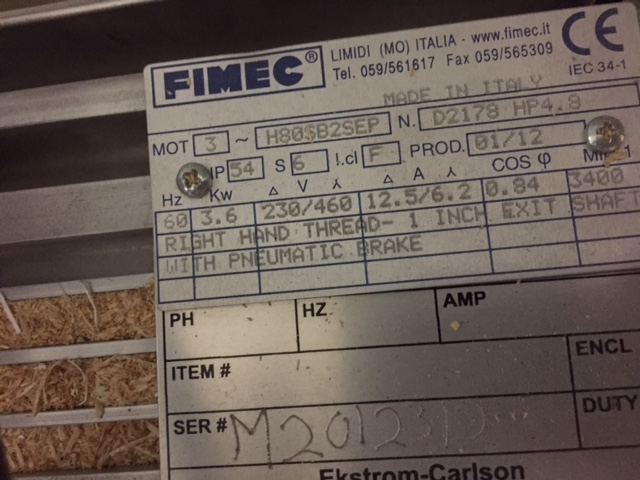 FIMEC®
LIMIDI (MO) ITALIA - www.fimec.it
Tel. 059/561617 Fax 059/565309
CE
IEC 34-1
MADE IN ITALY
MOT 3 ~ H80SB2SEP N. D2178 HP4.8
IP 54 S 6 I.cl F PROD. 01/12
Hz Kw △ V 人 △ A 人 COS φ
60 3.6 230/460 12.5/6.2 0.84 3400
RIGHT HAND THREAD- 1 INCH EXIT SHAFT
WITH PNEUMATIC BRAKE
PH HZ AMP
ITEM # ENCL
SER # M2012312 DUTY
Ekstrom-Carlson